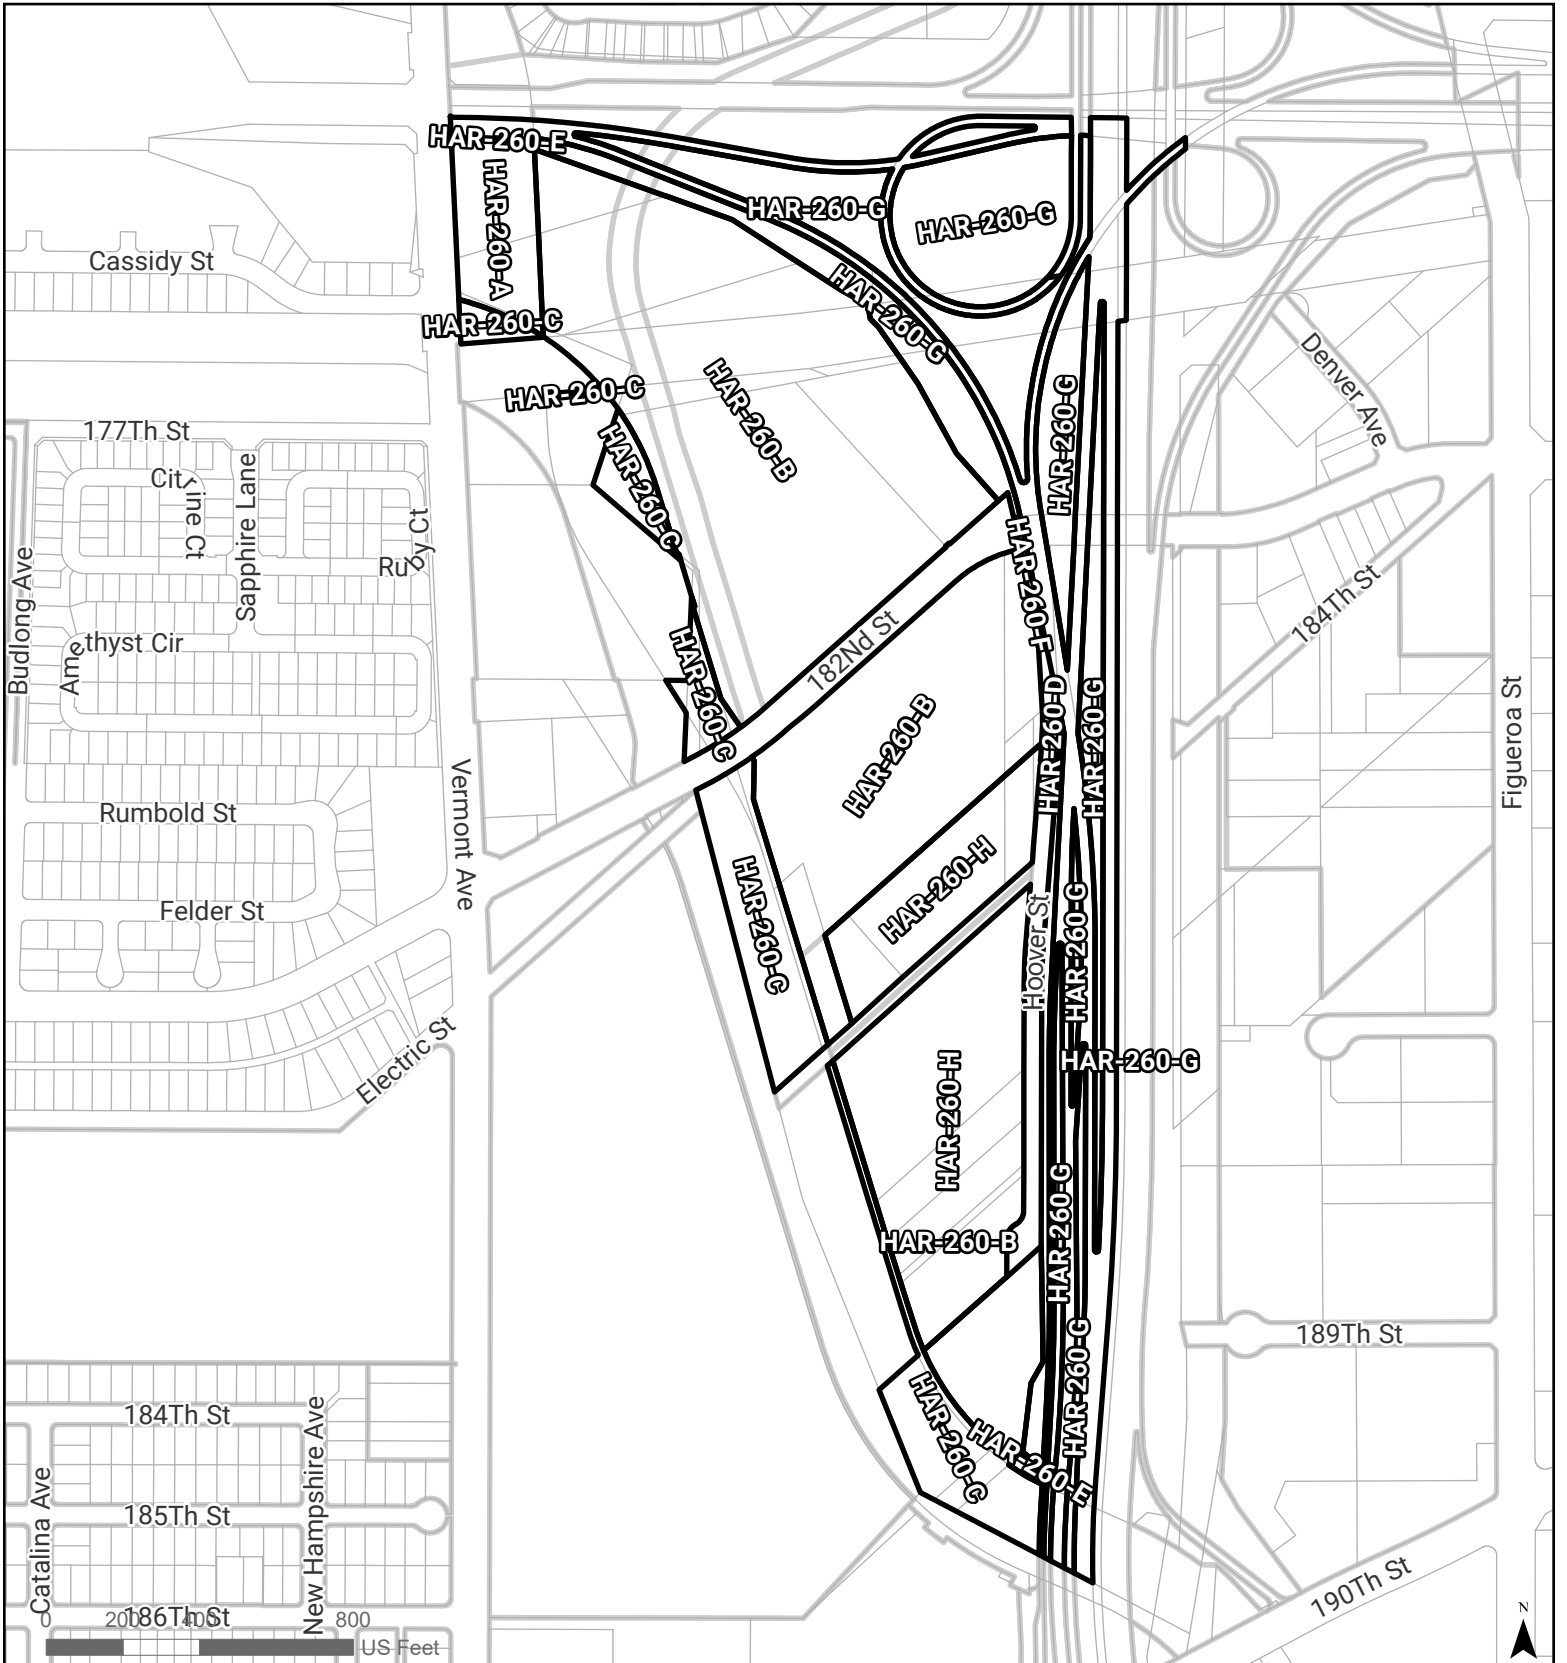 HAR-260-E
HAR-260-A
HAR-260-G
HAR-260-G
Cassidy St
HAR-260-C
HAR-260-G
HAR-260-C
HAR-260-B
HAR-260-G
Denver Ave
177Th St
Citrine Ct
Sapphire Lane
Ruby Ct
HAR-260-C
Budlong Ave
HAR-260-F
184Th St
Amethyst Cir
182Nd St
HAR-260-C
HAR-260-B
HAR-260-D
HAR-260-G
Figueroa St
Rumbold St
Vermont Ave
HAR-260-H
HAR-260-C
Felder St
Hoover St
HAR-260-G
Electric St
HAR-260-G
HAR-260-H
HAR-260-G
HAR-260-B
189Th St
HAR-260-G
184Th St
New Hampshire Ave
HAR-260-C
HAR-260-E
Catalina Ave
185Th St
190Th St
186Th St
0 200 400 800
US Feet
N